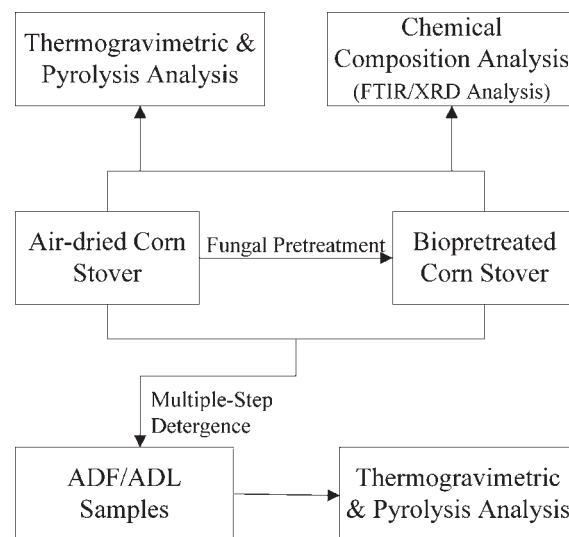 Thermogravimetric &
Pyrolysis Analysis
Chemical
Composition Analysis
(FTIR/XRD Analysis)
Air-dried Corn
Stover
Fungal Pretreatment
Biopretreated
Corn Stover
Multiple-Step
Detergence
ADF/ADL
Samples
Thermogravimetric
& Pyrolysis Analysis